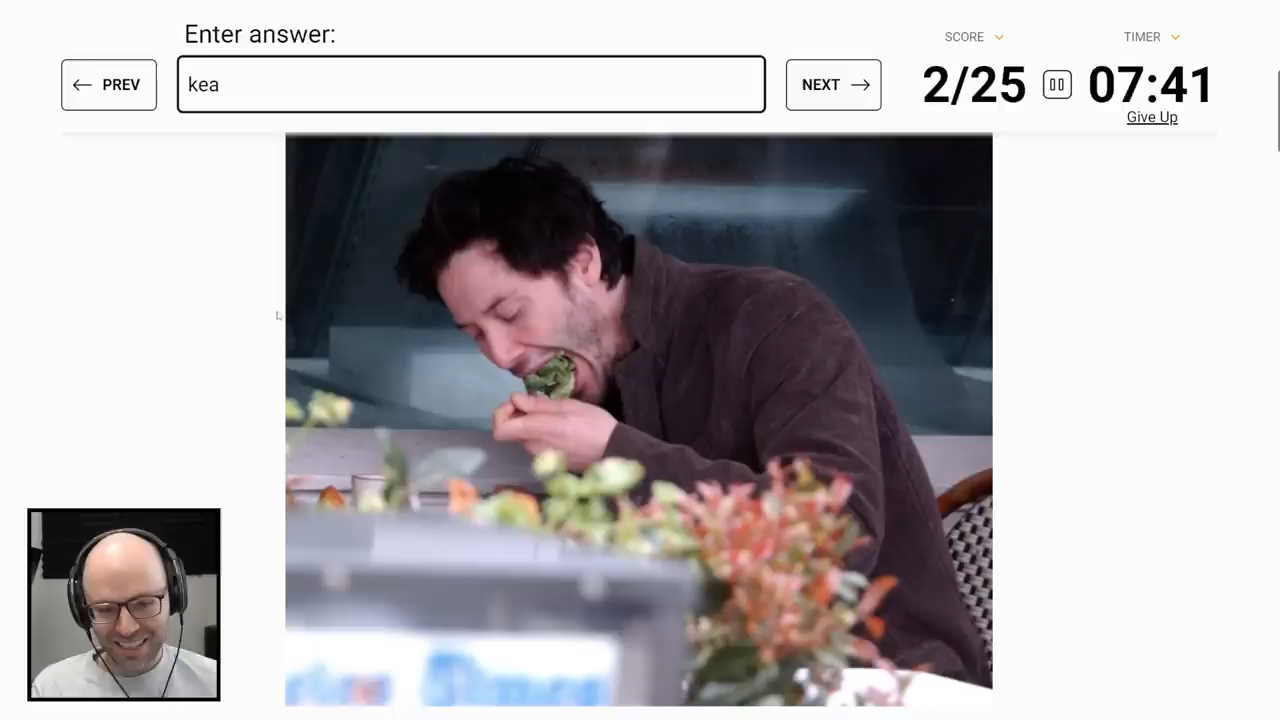 Enter answer:
SCORE
TIMER
PREV
kea
NEXT
2/25
07:41
Give Up